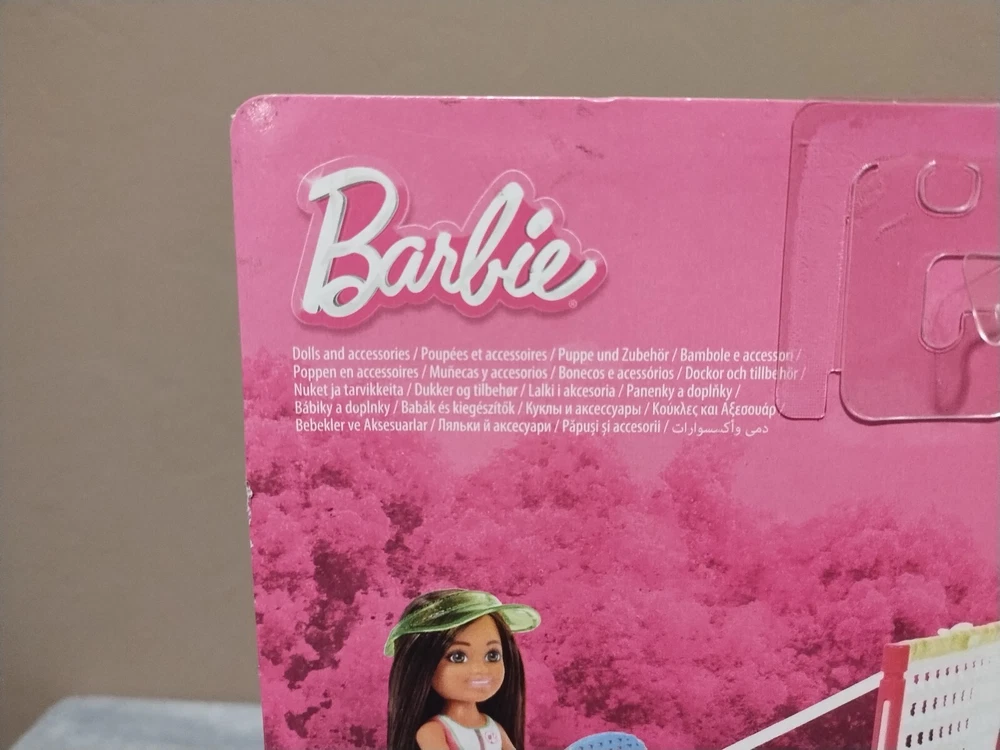 Barbie®
Dolls and accessories / Poupées et accessoires / Puppe und Zubehör / Bambole e accessori /
Poppen en accessoires / Muñecas y accesorios / Bonecos e acessórios / Dockor och tillbehör /
Nuket ja tarvikkeita / Dukker og tilbehør / Lalki i akcesoria / Panenky a doplňky /
Bábiky a doplnky / Babák és kiegészítők / Куклы и аксессуары / Κούκλες και Αξεσουάρ
Bebekler ve Aksesuarlar / Ляльки й аксесуари / Păpuși și accesorii / دمى وأكسسوارات